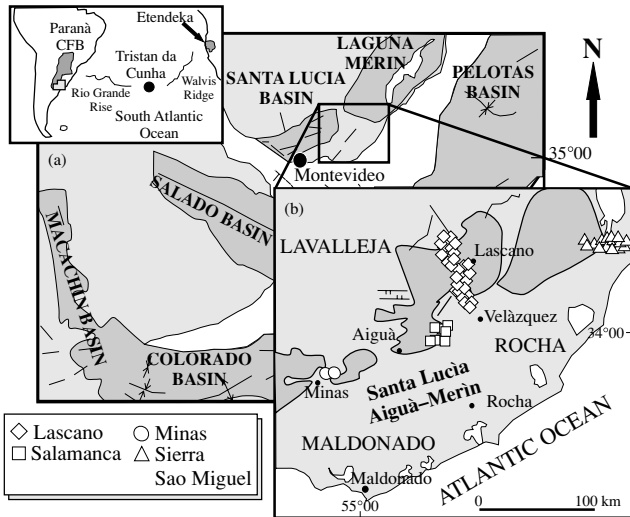 Paranà
CFB
Etendeka
Tristan da
Cunha
Rio Grande
Rise
Walvis
Ridge
South Atlantic
Ocean
LAGUNA
MERIN
SANTA LUCIA
BASIN
PELOTAS
BASIN
N
35°00
(a)
Montevideo
SALADO BASIN
MACACHIN BASIN
COLORADO
BASIN
(b)
LAVALLEJA
Lascano
Velàzquez
34°00
Aiguà
ROCHA
Santa Lucìa
Aiguà–Merìn
Minas
Rocha
MALDONADO
ATLANTIC OCEAN
Maldonado
55°00
0 100 km
Lascano Minas
Salamanca Sierra
Sao Miguel